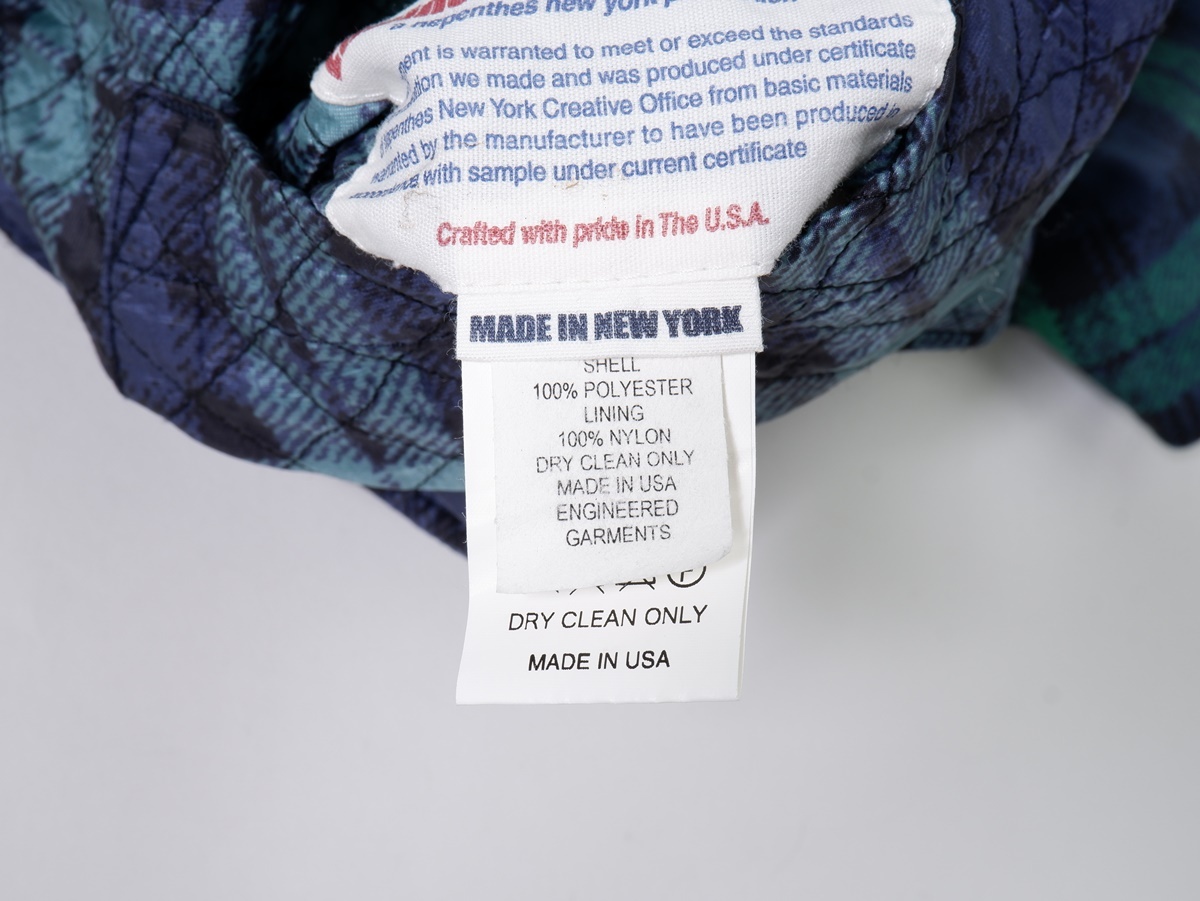 a nepenthes new york
is warranted to meet or exceed the standards
we made and was produced under certificate
New York Creative Office from basic materials
by the manufacturer to have been produced in
with sample under current certificate
Crafted with pride in The U.S.A.
MADE IN NEW YORK
SHELL
100% POLYESTER
LINING
100% NYLON
DRY CLEAN ONLY
MADE IN USA
ENGINEERED
GARMENTS
DRY CLEAN ONLY
MADE IN USA